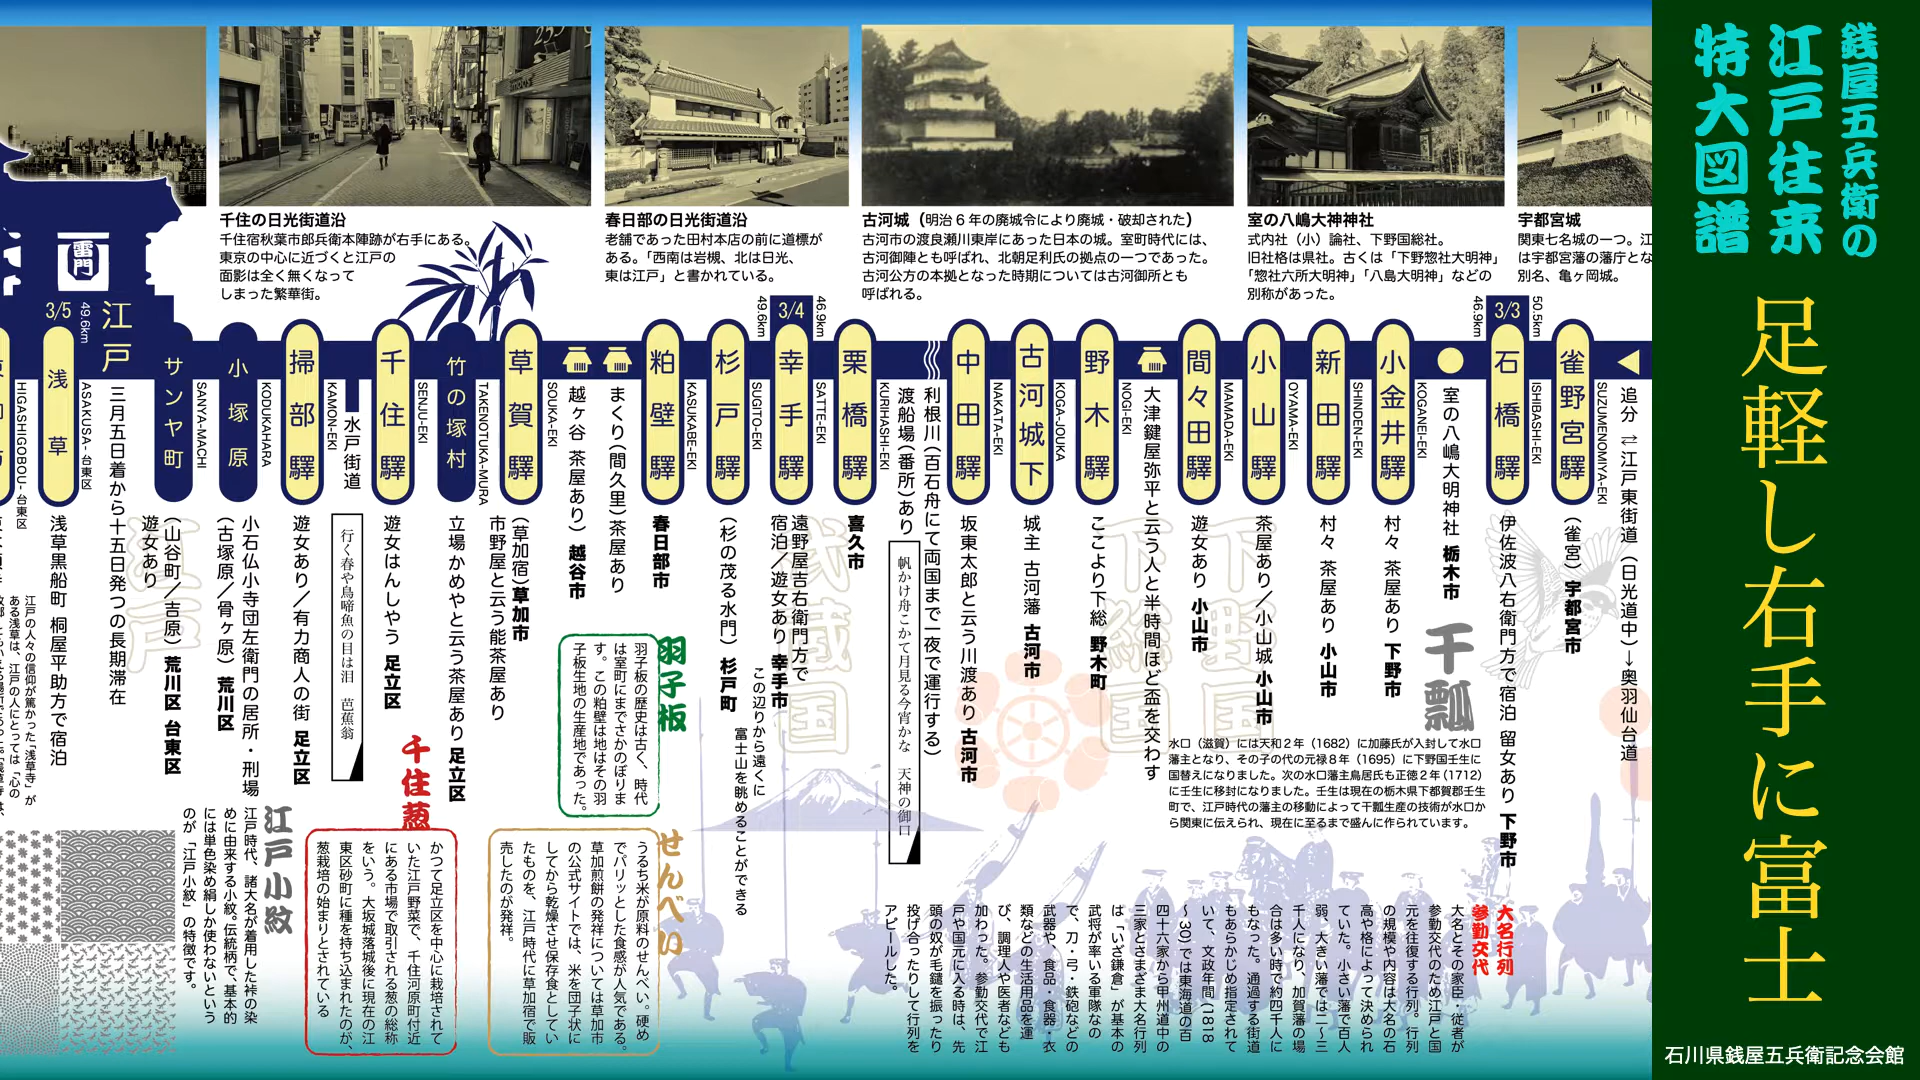 銭屋五兵衛の
江戸往来
特大図譜
足軽し右手に富士
石川県銭屋五兵衛記念会館
宇都宮城
関東七名城の一つ。江
は宇都宮藩の藩庁とな
別名、亀ヶ岡城。
室の八嶋大神神社
式内社(小)論社、下野国総社。
旧社格は県社。古くは「下野惣社大明神」
「惣社六所大明神」「八島大明神」などの
別称があった。
古河城(明治6年の廃城令により廃城・破却された)
古河市の渡良瀬川東岸にあった日本の城。室町時代には、
古河御陣とも呼ばれ、北朝足利氏の拠点の一つであった。
古河公方の本拠となった時期については古河御所とも
呼ばれる。
春日部の日光街道沿
老舗であった田村本店の前に道標が
ある。「西南は岩槻、北は日光、
東は江戸」と書かれている。
千住の日光街道沿
千住宿秋葉市郎兵衛本陣跡が右手にある。
東京の中心に近づくと江戸の
面影は全く無くなって
しまった繁華街。
雷門
追分 ⇄ 江戸東街道(日光道中)→奥羽仙台道
雀野宮驛
SUZUMENOMIYA-EKI
(雀宮)宇都宮市
50.5km
3/3
46.9km
石橋驛
ISHIBASHI-EKI
伊佐波八右衛門方で宿泊 留女あり 下野市
室の八嶋大明神社 栃木市
小金井驛
KOGANEI-EKI
村々 茶屋あり 下野市
新田驛
SHINDEN-EKI
村々 茶屋あり 小山市
小山驛
OYAMA-EKI
茶屋あり/小山城 小山市
間々田驛
MAMADA-EKI
遊女あり 小山市
大津鍵屋弥平と云う人と半時間ほど盃を交わす
野木驛
NOGI-EKI
ここより下総 野木町
古河城下
KOGA-JOUKA
城主 古河藩 古河市
中田驛
NAKATA-EKI
坂東太郎と云う川渡あり 古河市
利根川(百石舟にて両国まで一夜で運行する)
渡船場(番所)あり
帆かけ舟こかて月見る今宵かな 天神の御口
栗橋驛
KURIHASHI-EKI
喜久市
46.9km
3/4
49.6km
幸手驛
SATTE-EKI
遠野屋吉右衛門方で
宿泊/遊女あり 幸手市
杉戸驛
SUGITO-EKI
(杉の茂る水門) 杉戸町
この辺りから遠くに
富士山を眺めることができる
粕壁驛
KASUKABE-EKI
春日部市
まくり(間久里)茶屋あり
越ヶ谷 茶屋あり) 越谷市
草賀驛
SOUKA-EKI
(草加宿)草加市
市野屋と云う能茶屋あり
竹の塚村
TAKENOTUKA-MURA
立場かめやと云う茶屋あり 足立区
千住驛
SENJU-EKI
遊女はんしやう 足立区
水戸街道
行く春や鳥啼魚の目は泪 芭蕉翁
掃部驛
KAMON-EKI
遊女あり/有力商人の街 足立区
小塚原
KODUKAHARA
小石仏小寺団左衛門の居所・刑場
(古塚原/骨ヶ原) 荒川区
サンヤ町
SANYA-MACHI
(山谷町/吉原) 荒川区 台東区
遊女あり
江戸
三月五日着から十五日発つの長期滞在
49.6km
3/5
浅草
ASAKUSA- 台東区
浅草黒船町 桐屋平助方で宿泊
江戸の人々の信仰が篤かった「浅草寺」が
ある浅草は、江戸の人にとっては「心の
HIGASHIGOBOU- 台東区
下野国
下総国
武蔵国
江戸
干瓢
水口(滋賀)には天和2年(1682)に加藤氏が入封して水口
藩主となり、その子の代の元禄8年(1695)に下野国壬生に
国替えになりました。次の水口藩主鳥居氏も正徳2年(1712)
に壬生に移封になりました。壬生は現在の栃木県下都賀郡壬生
町で、江戸時代の藩主の移動によって干瓢生産の技術が水口か
ら関東に伝えられ、現在に至るまで盛んに作られています。
大名行列
参勤交代
大名とその家臣・従者が
参勤交代のため江戸と国
元を往復する行列。行列
の規模や内容は大名の石
高や格によって決められ
ていた。小さい藩で百人
弱、大きい藩では二〜三
千人になり、加賀藩の場
合は多い時で約四千人に
もなった。通過する街道
もあらかじめ指定されて
いて、文政年間(1818
〜30)では東海道の百
四十六家から甲州道中の
三家とさまざま大名行列
は「いざ鎌倉」が基本の
武将が率いる軍隊なの
で、刀・弓・鉄砲などの
武器や、食品・食器・衣
類などの生活用品を運
び、調理人や医者なども
加わった。参勤交代で江
戸や国元に入る時は、先
頭の奴が毛鑓を振ったり
投げ合ったりして行列を
アピールした。
羽子板
羽子板の歴史は古く、時代
は室町にまでさかのぼりま
す。この粕壁は地はその羽
子板生地の生産地であった。
せんべい
うるち米が原料のせんべい。硬め
でパリッとした食感が人気である。
草加煎餅の発祥については草加市
の公式サイトでは、米を団子状に
してから乾燥させ保存食としてい
たものを、江戸時代に草加宿で販
売したのが発祥。
千住葱
かつて足立区を中心に栽培されて
いた江戸野菜で、千住河原町付近
にある市場で取引される葱の総称
をいう。大坂城落城後に現在の江
東区砂町に種を持ち込まれたのが、
葱栽培の始まりとされている
江戸小紋
江戸時代、諸大名が着用した裃の染
めに由来する小紋。伝統柄で、基本的
には単色染め絹しか使わないという
のが「江戸小紋」の特徴です。